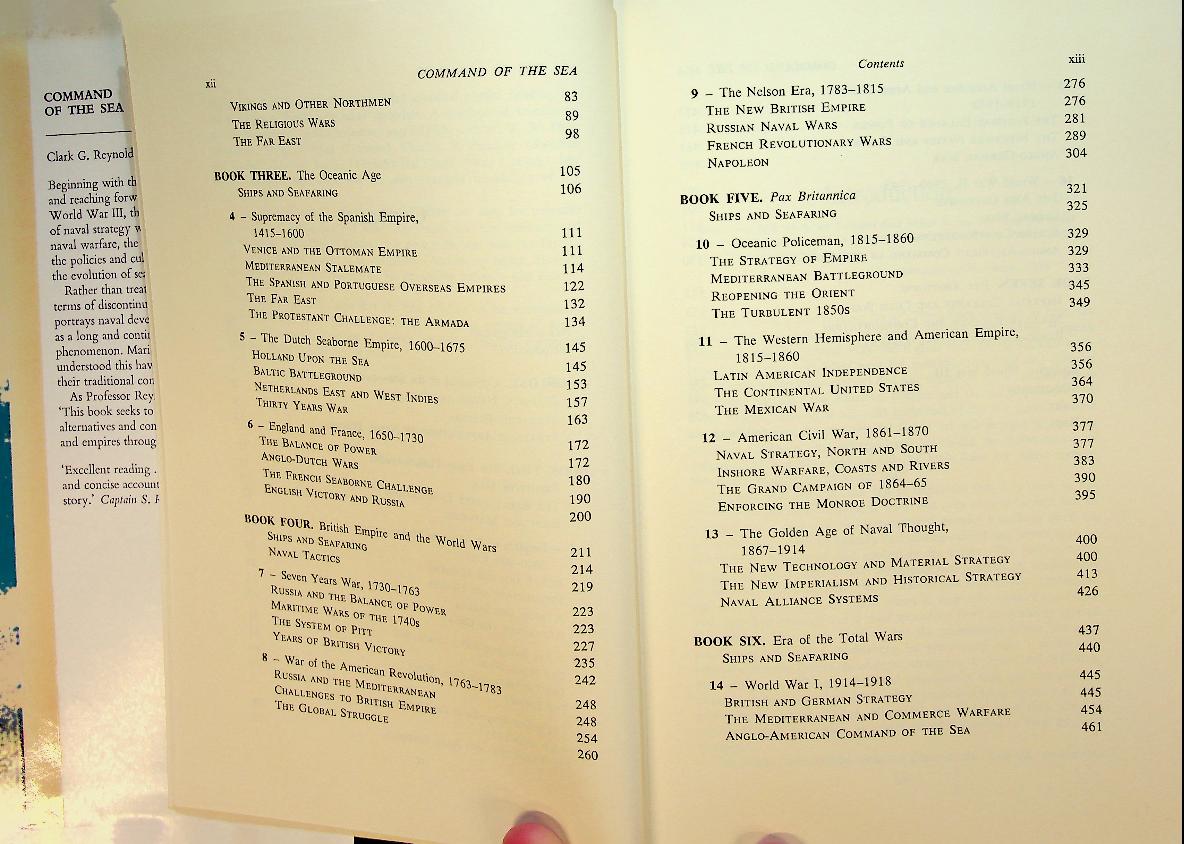 COMMAND
OF THE SEA
Clark G. Reynold
Beginning with th
and reaching forw
World War III, th
of naval strategy w
naval warfare, the
the policies and cul
the evolution of se
Rather than treat
terms of discontinu
portrays naval deve
as a long and contin
phenomenon. Mari
understood this hav
their traditional con
As Professor Rey
'This book seeks to
alternatives and con
and empires throug
'Excellent reading .
and concise account
story.' Captain S.
xii COMMAND OF THE SEA
VIKINGS AND OTHER NORTHMEN 83
THE RELIGIOUS WARS 89
THE FAR EAST 98
BOOK THREE. The Oceanic Age 105
SHIPS AND SEAFARING 106
4 – Supremacy of the Spanish Empire,
1415–1600 111
VENICE AND THE OTTOMAN EMPIRE 111
MEDITERRANEAN STALEMATE 114
THE SPANISH AND PORTUGUESE OVERSEAS EMPIRES 122
THE FAR EAST 132
THE PROTESTANT CHALLENGE: THE ARMADA 134
5 – The Dutch Seaborne Empire, 1600–1675 145
HOLLAND UPON THE SEA 145
BALTIC BATTLEGROUND 153
NETHERLANDS EAST AND WEST INDIES 157
THIRTY YEARS WAR 163
6 – England and France, 1650–1730 172
THE BALANCE OF POWER 172
ANGLO-DUTCH WARS 180
THE FRENCH SEABORNE CHALLENGE 190
ENGLISH VICTORY AND RUSSIA 200
BOOK FOUR. British Empire and the World Wars 211
SHIPS AND SEAFARING 214
NAVAL TACTICS 219
7 – Seven Years War, 1730–1763 223
RUSSIA AND THE BALANCE OF POWER 223
MARITIME WARS OF THE 1740s 227
THE SYSTEM OF PITT 235
YEARS OF BRITISH VICTORY 242
8 – War of the American Revolution, 1763–1783 248
RUSSIA AND THE MEDITERRANEAN 248
CHALLENGES TO BRITISH EMPIRE 254
THE GLOBAL STRUGGLE 260
Contents xiii
9 – The Nelson Era, 1783–1815 276
THE NEW BRITISH EMPIRE 276
RUSSIAN NAVAL WARS 281
FRENCH REVOLUTIONARY WARS 289
NAPOLEON 304
BOOK FIVE. Pax Britannica 321
SHIPS AND SEAFARING 325
10 – Oceanic Policeman, 1815–1860 329
THE STRATEGY OF EMPIRE 329
MEDITERRANEAN BATTLEGROUND 333
REOPENING THE ORIENT 345
THE TURBULENT 1850s 349
11 – The Western Hemisphere and American Empire,
1815–1860 356
LATIN AMERICAN INDEPENDENCE 356
THE CONTINENTAL UNITED STATES 364
THE MEXICAN WAR 370
12 – American Civil War, 1861–1870 377
NAVAL STRATEGY, NORTH AND SOUTH 377
INSHORE WARFARE, COASTS AND RIVERS 383
THE GRAND CAMPAIGN OF 1864–65 390
ENFORCING THE MONROE DOCTRINE 395
13 – The Golden Age of Naval Thought,
1867–1914 400
THE NEW TECHNOLOGY AND MATERIAL STRATEGY 400
THE NEW IMPERIALISM AND HISTORICAL STRATEGY 413
NAVAL ALLIANCE SYSTEMS 426
BOOK SIX. Era of the Total Wars 437
SHIPS AND SEAFARING 440
14 – World War I, 1914–1918 445
BRITISH AND GERMAN STRATEGY 445
THE MEDITERRANEAN AND COMMERCE WARFARE 454
ANGLO-AMERICAN COMMAND OF THE SEA 461